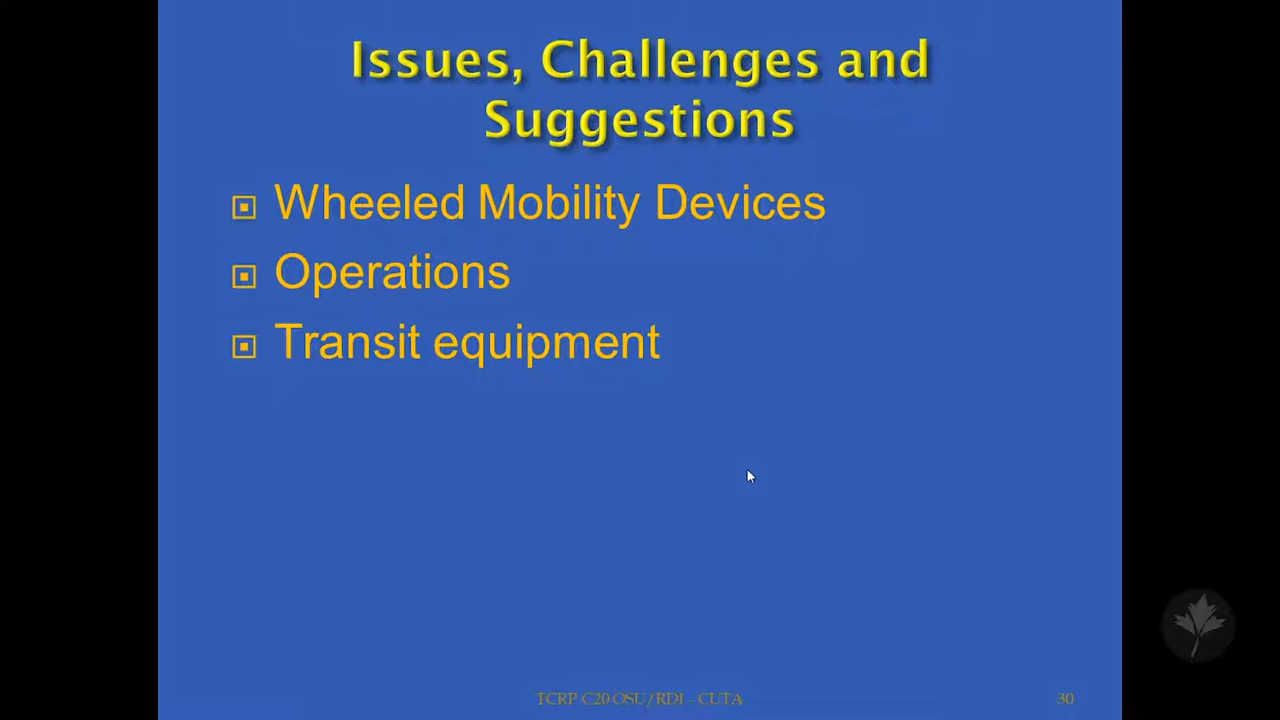 Issues, Challenges and
Suggestions
Wheeled Mobility Devices
Operations
Transit equipment
TCRP C20 OSU/RDI - CUTA
30